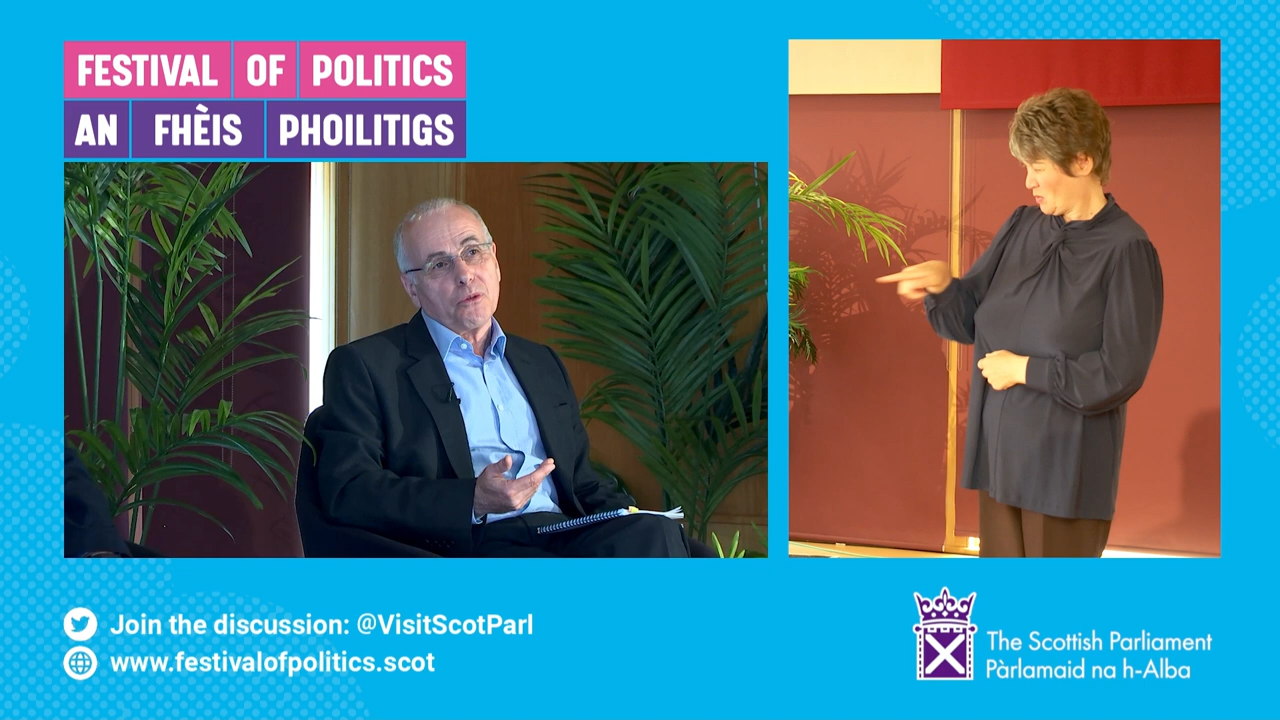 FESTIVAL OF POLITICS
AN FHÈIS PHOILITIGS
Join the discussion: @VisitScotParl
www.festivalofpolitics.scot
The Scottish Parliament
Pàrlamaid na h-Alba